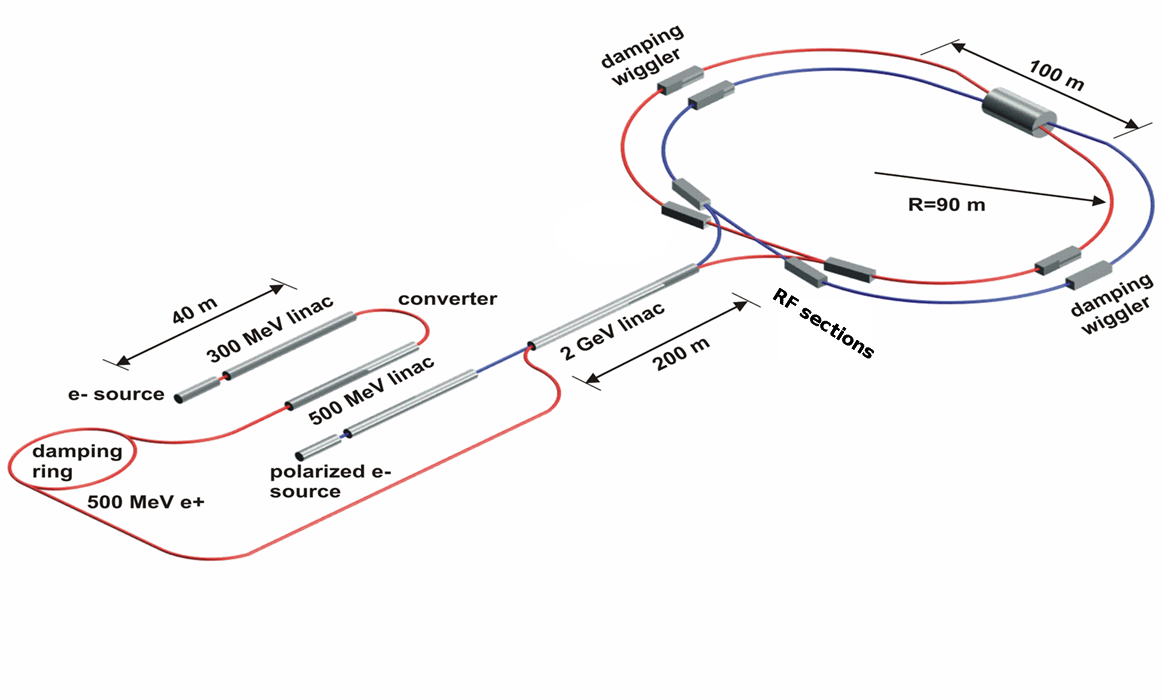 damping
wiggler
100 m
R=90 m
damping
wiggler
RF sections
2 GeV linac
200 m
40 m
300 MeV linac
converter
e- source
500 MeV linac
polarized e-
source
damping
ring
500 MeV e+